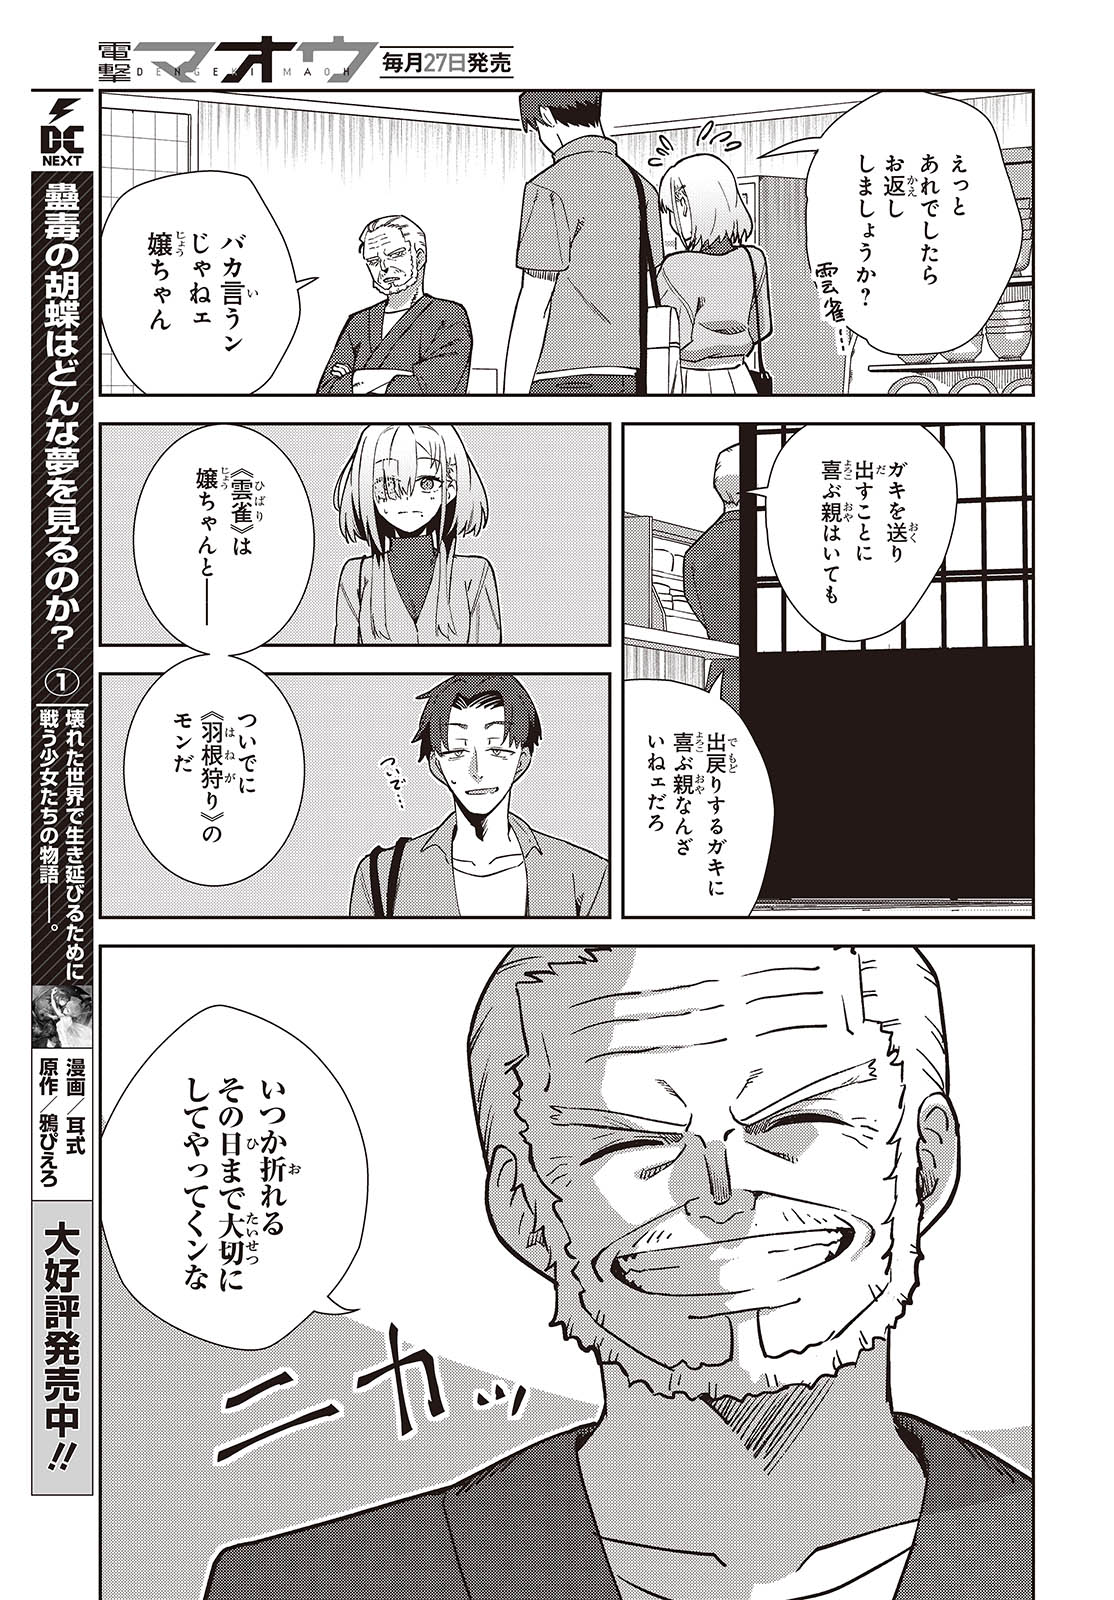 電撃マオウ
DENGEKI MAOH
毎月27日発売
えっと
あれでしたら
お返し
しましょうか?
雲雀…
バカ言うン
じゃねェ
嬢ちゃん
ガキを送り
出すことに
喜ぶ親はいても
出戻りするガキに
喜ぶ親なんざ
いねェだろ
《雲雀》は
嬢ちゃんと──
ついでに
《羽根狩り》の
モンだ
ついで…
いつか折れる
その日まで大切に
してやってくンな
ニカッ
DC
NEXT
蠱毒の胡蝶はどんな夢を見るのか? ①
壊れた世界で生き延びるために
戦う少女たちの物語──。
漫画/耳式
原作/鴉ぴえろ
大好評発売中!!